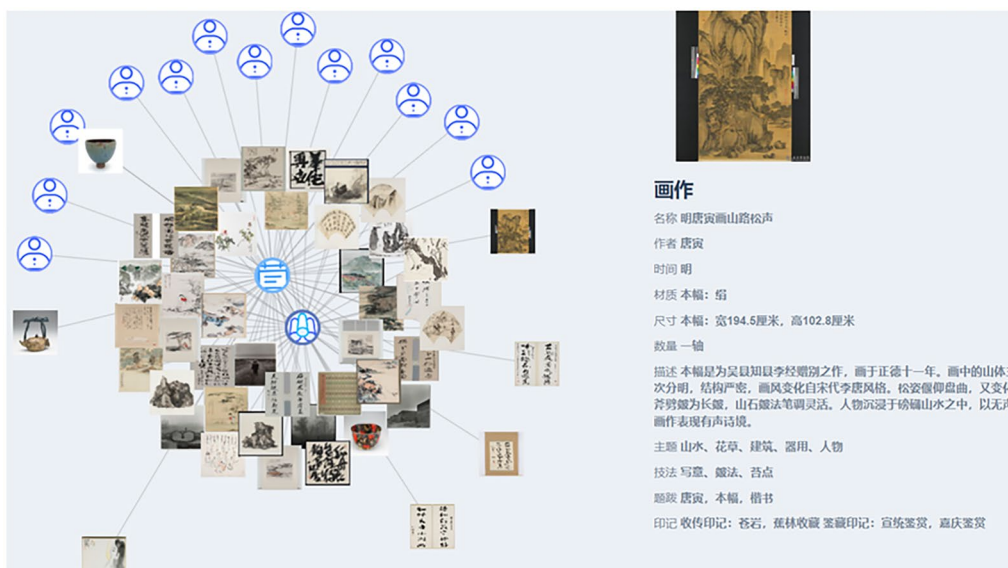 画作
名称 明唐寅画山路松声
作者 唐寅
时间 明
材质 本幅：绢
尺寸 本幅：宽194.5厘米，高102.8厘米
数量 一轴
描述 本幅是为吴县知县李经赠别之作，画于正德十一年。画中的山体
次分明，结构严密，画风变化自宋代李唐风格。松姿偃仰盘曲，又变
斧劈皴为长皴，山石皴法笔调灵活。人物沉浸于磅礴山水之中，以无
画作表现有声诗境。
主题 山水、花草、建筑、器用、人物
技法 写意、皴法、苔点
题跋 唐寅，本幅，楷书
印记 收传印记：苍岩，蕉林收藏 鉴藏印记：宣统鉴赏，嘉庆鉴赏